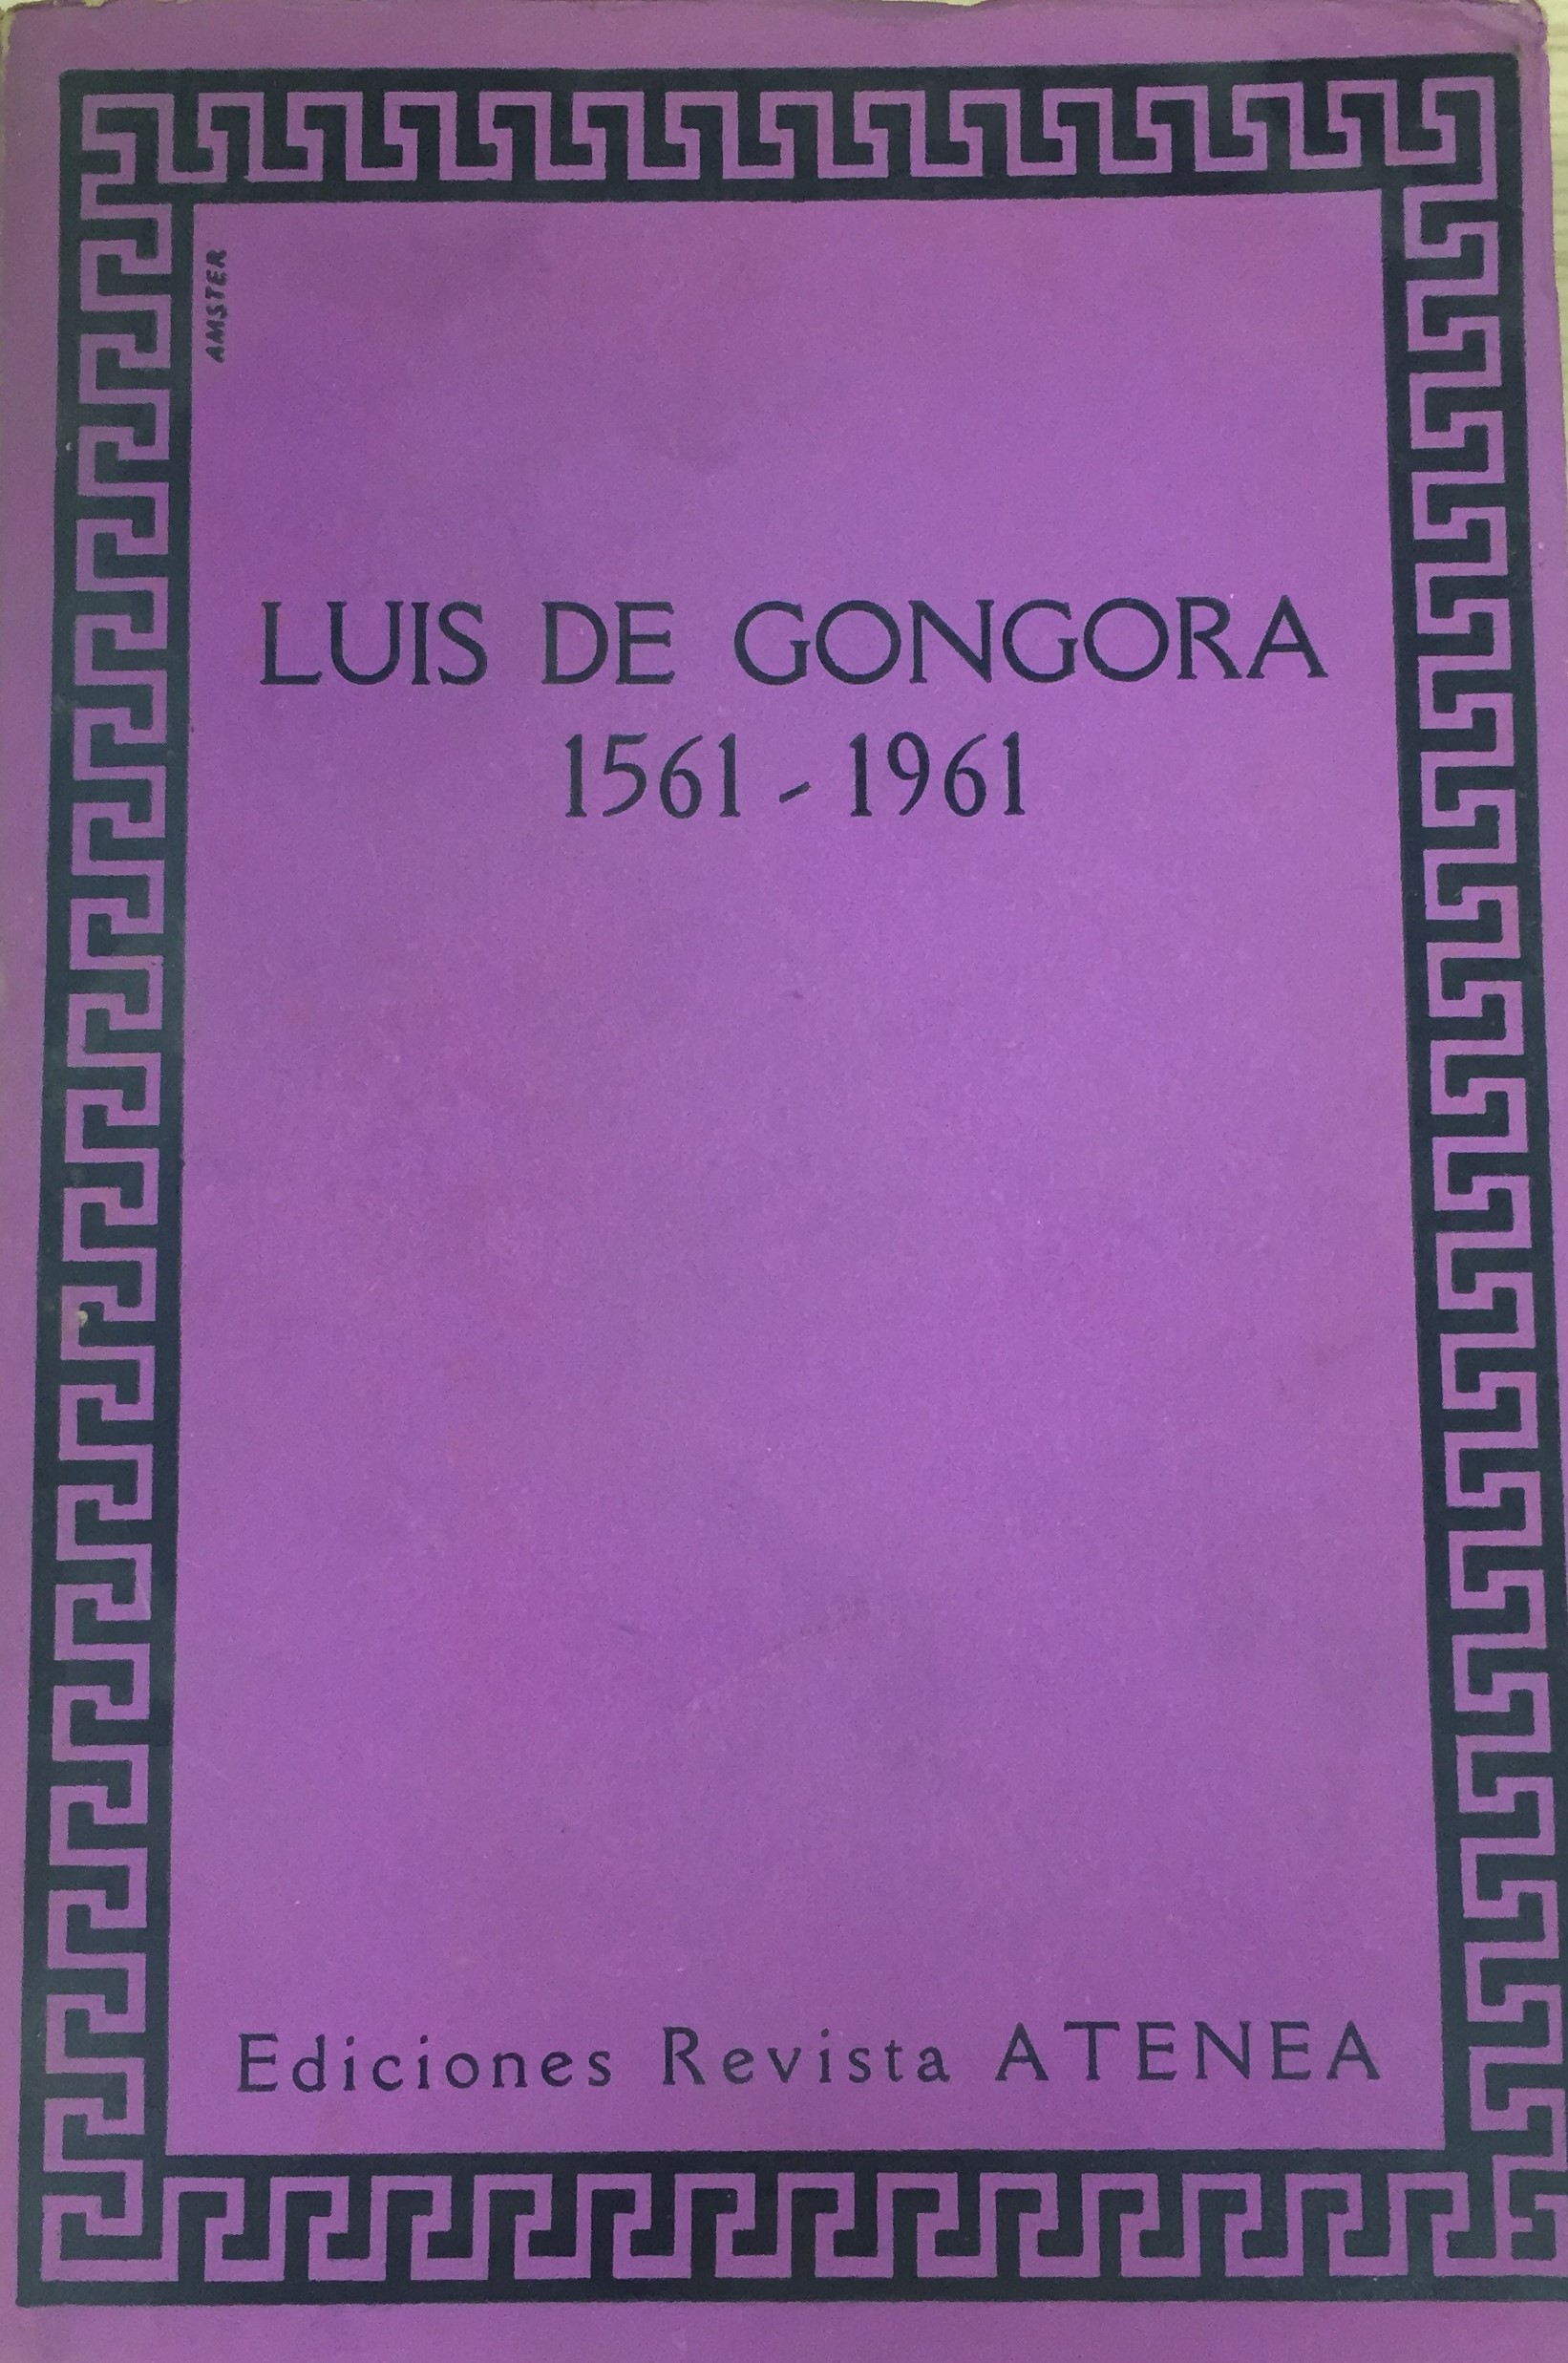 AMSTER
LUIS DE GONGORA
1561 - 1961
Ediciones Revista ATENEA